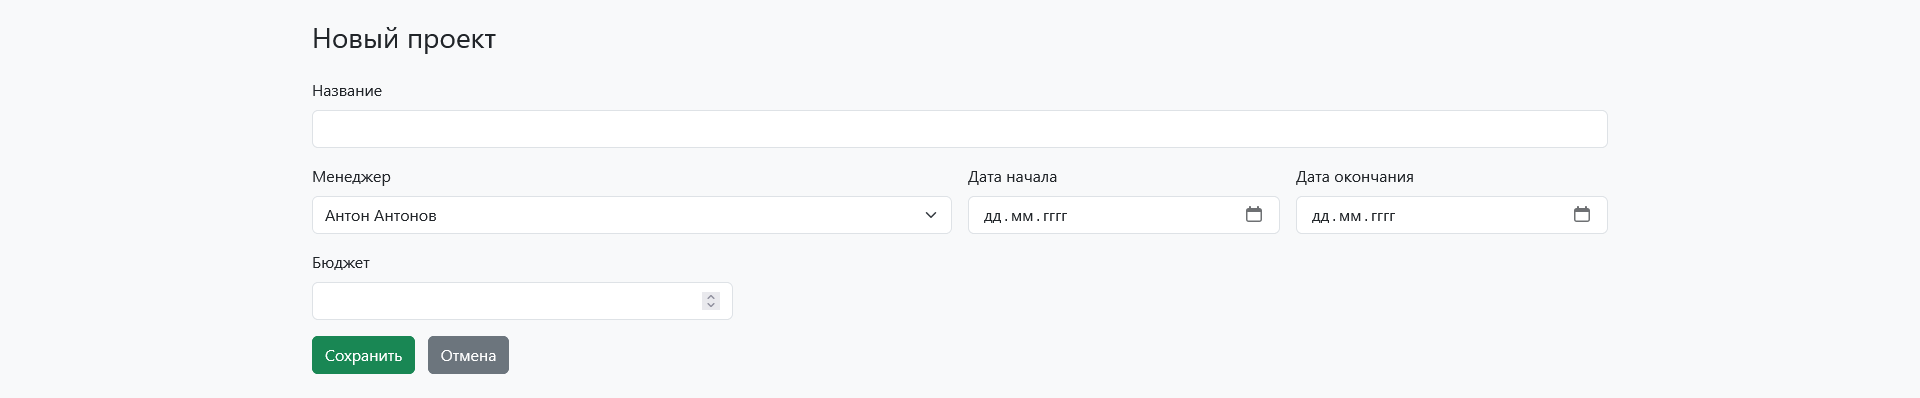 Новый проект
Название
Менеджер Дата начала Дата окончания
Антон Антонов дд.мм.гггг дд.мм.гггг
Бюджет
Сохранить Отмена